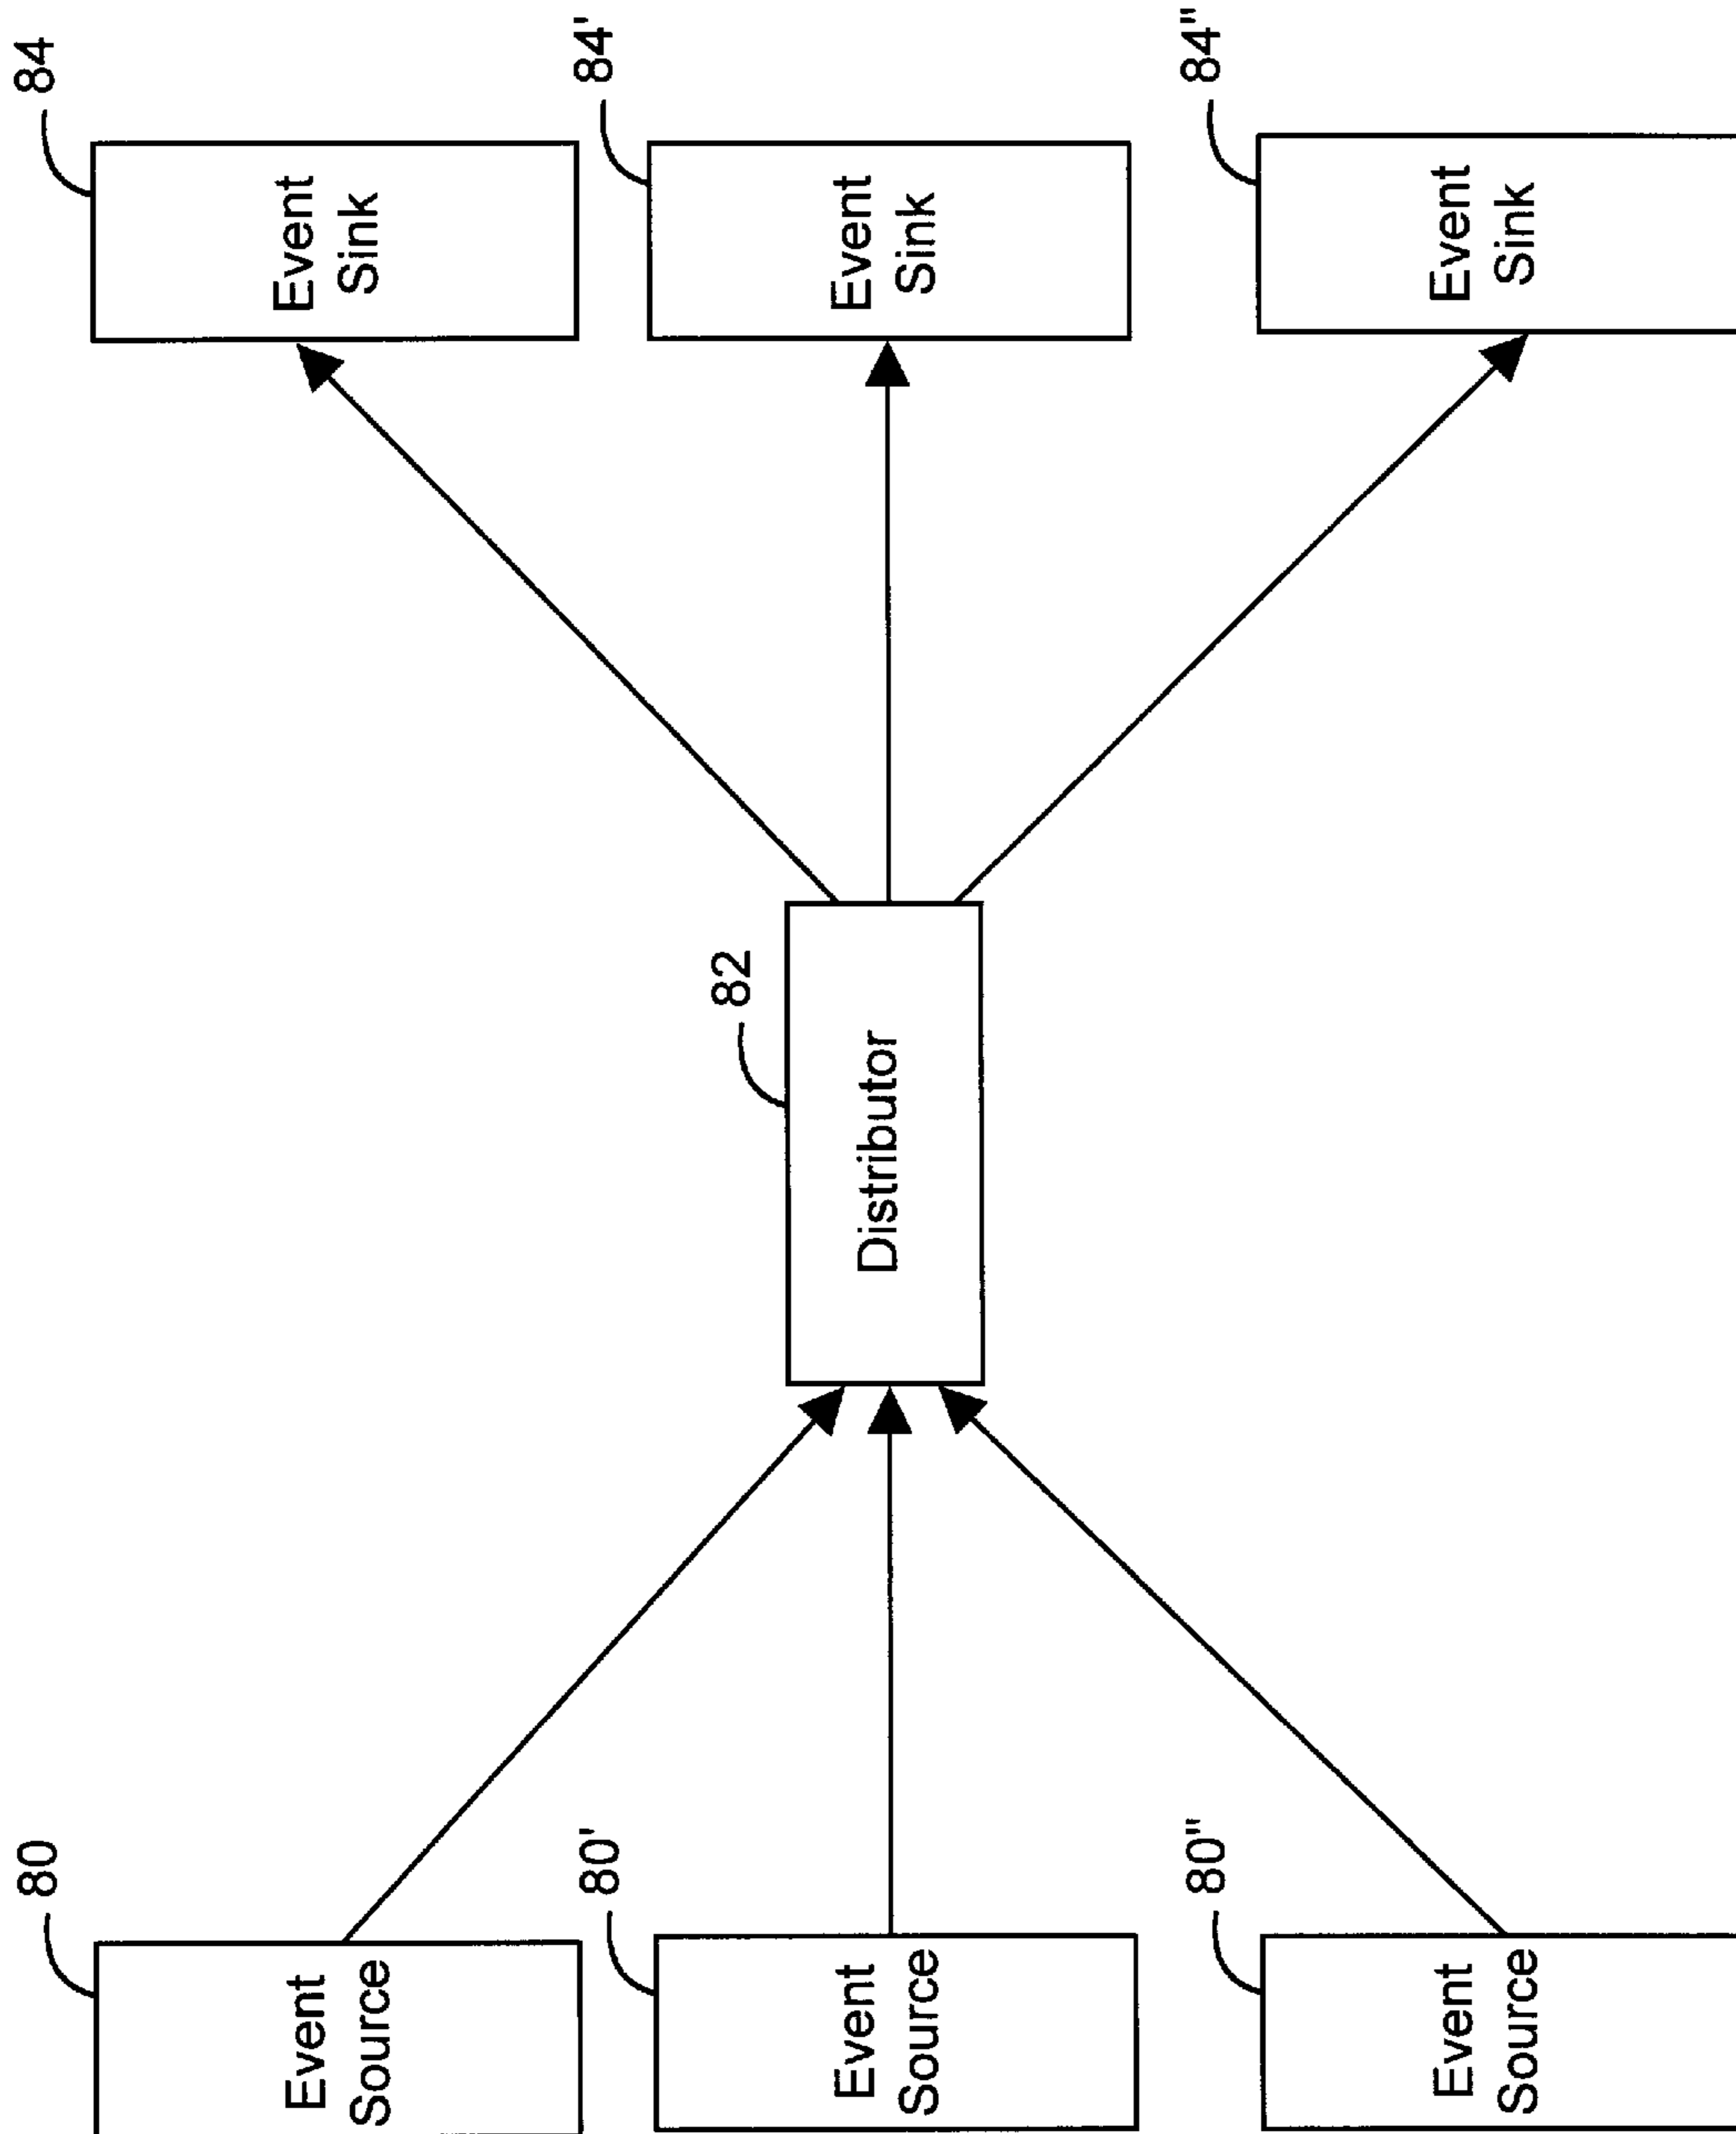 80
Event
Source
80'
Event
Source
80"
Event
Source
82
Distributor
84
Event
Sink
84'
Event
Sink
84"
Event
Sink